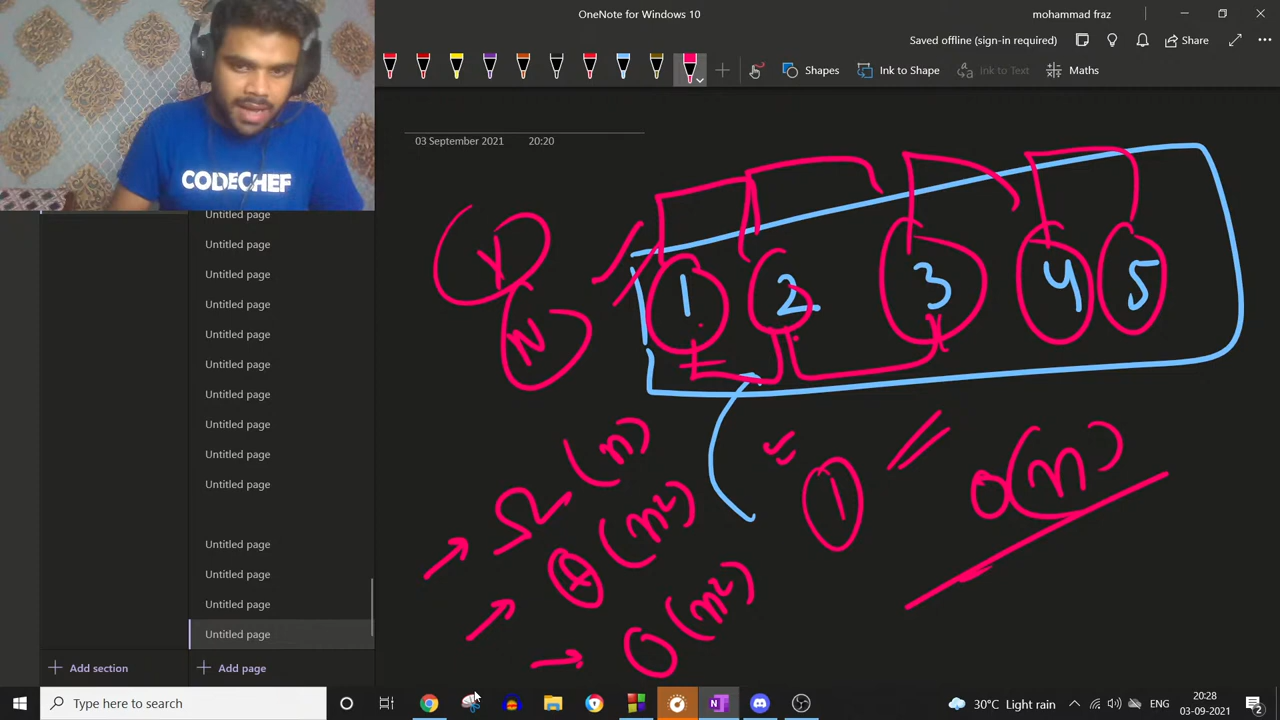 OneNote for Windows 10
mohammad fraz
Saved offline (sign-in required)
Share
Shapes
Ink to Shape
Ink to Text
Maths
CODECHEF
03 September 2021
20:20
Untitled page
Untitled page
Untitled page
Untitled page
Untitled page
Untitled page
Untitled page
Untitled page
Untitled page
Untitled page
Untitled page
Untitled page
Untitled page
Untitled page
Y
N
1 2 3 4 5
Ω (n)
(n²)
O (n²)
1
O(n)
Add section
Add page
Type here to search
30°C Light rain
ENG
20:28
03-09-2021
2